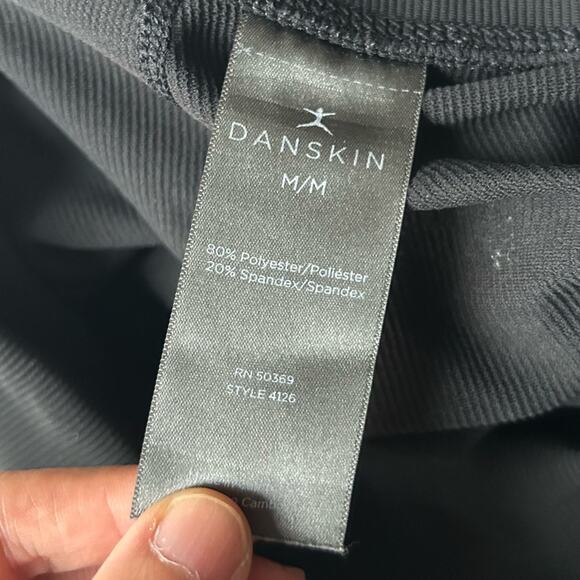 DANSKIN
M/M
80% Polyester/Poliéster
20% Spandex/Spandex
RN 50369
STYLE 4126